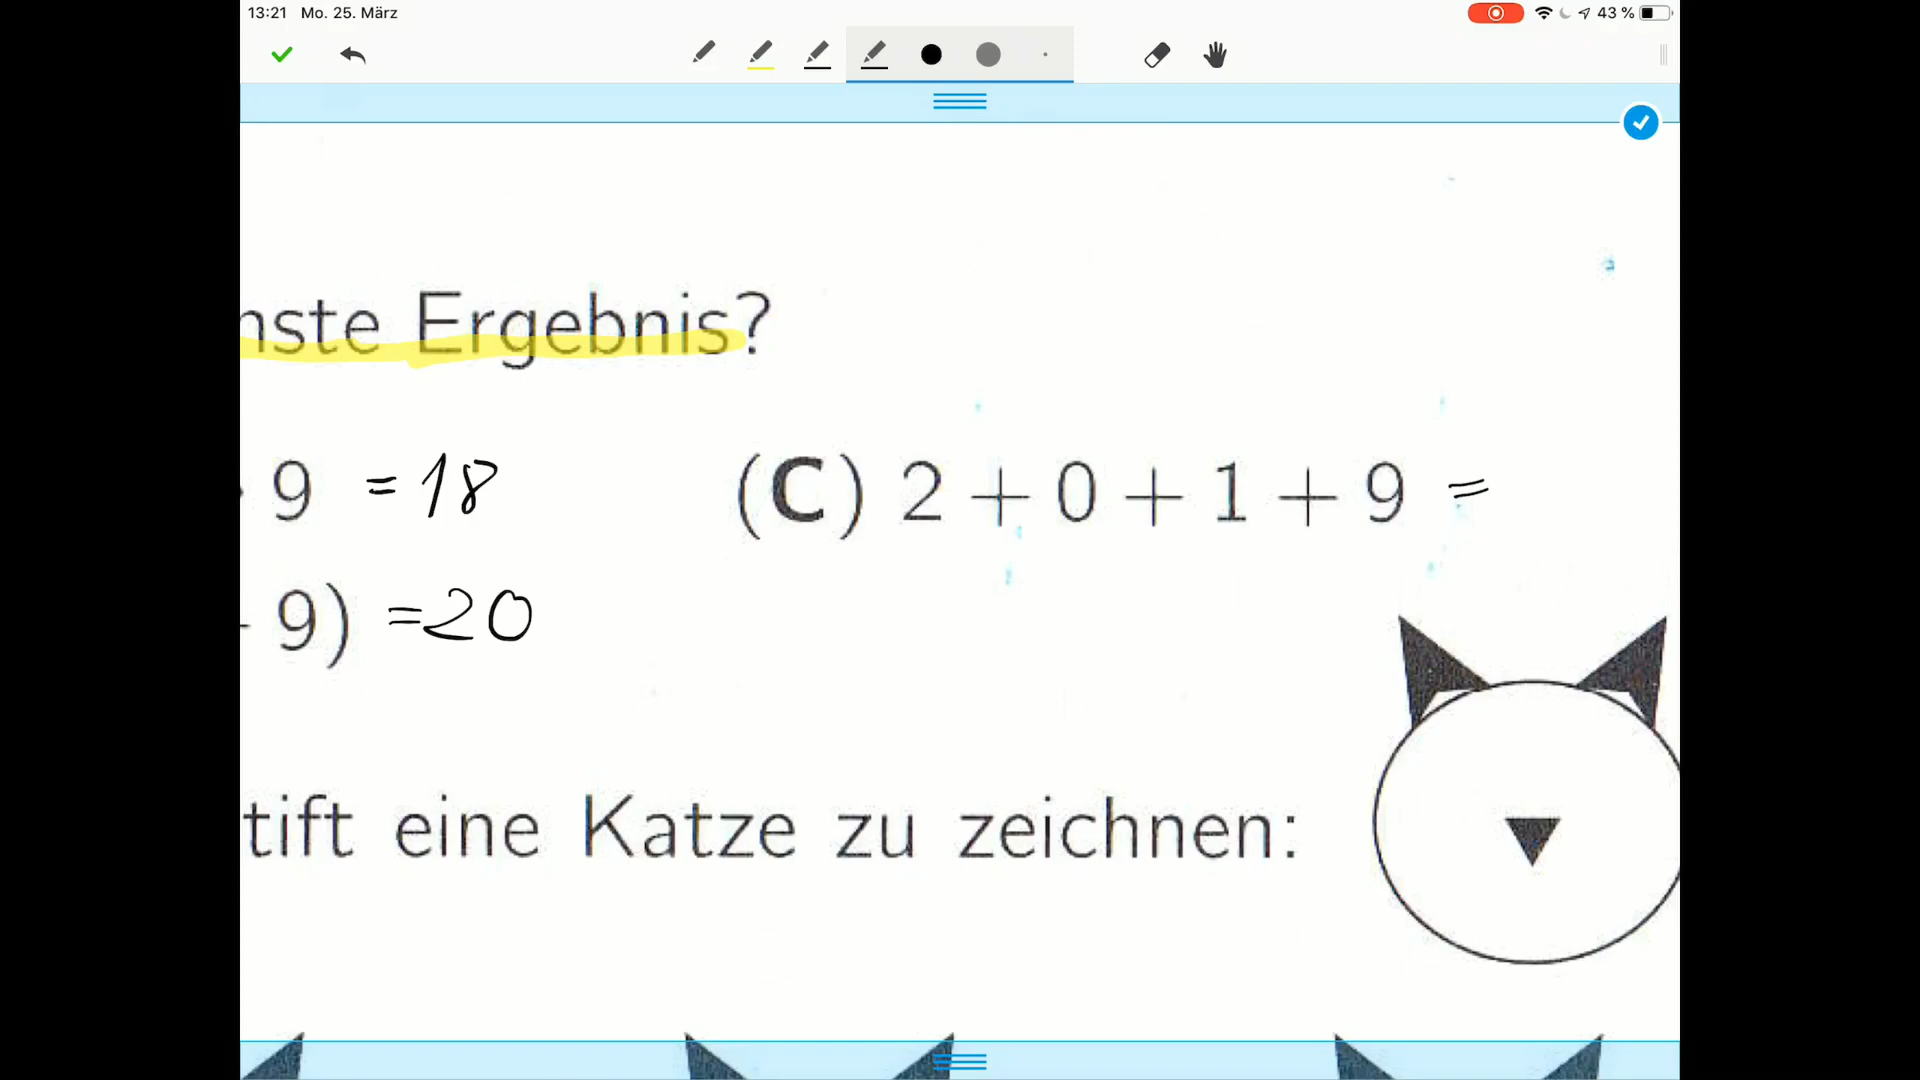 13:21 Mo. 25. März 43 %
nste Ergebnis?
· 9 = 18
(C) 2 + 0 + 1 + 9 =
9) = 20
tift eine Katze zu zeichnen: